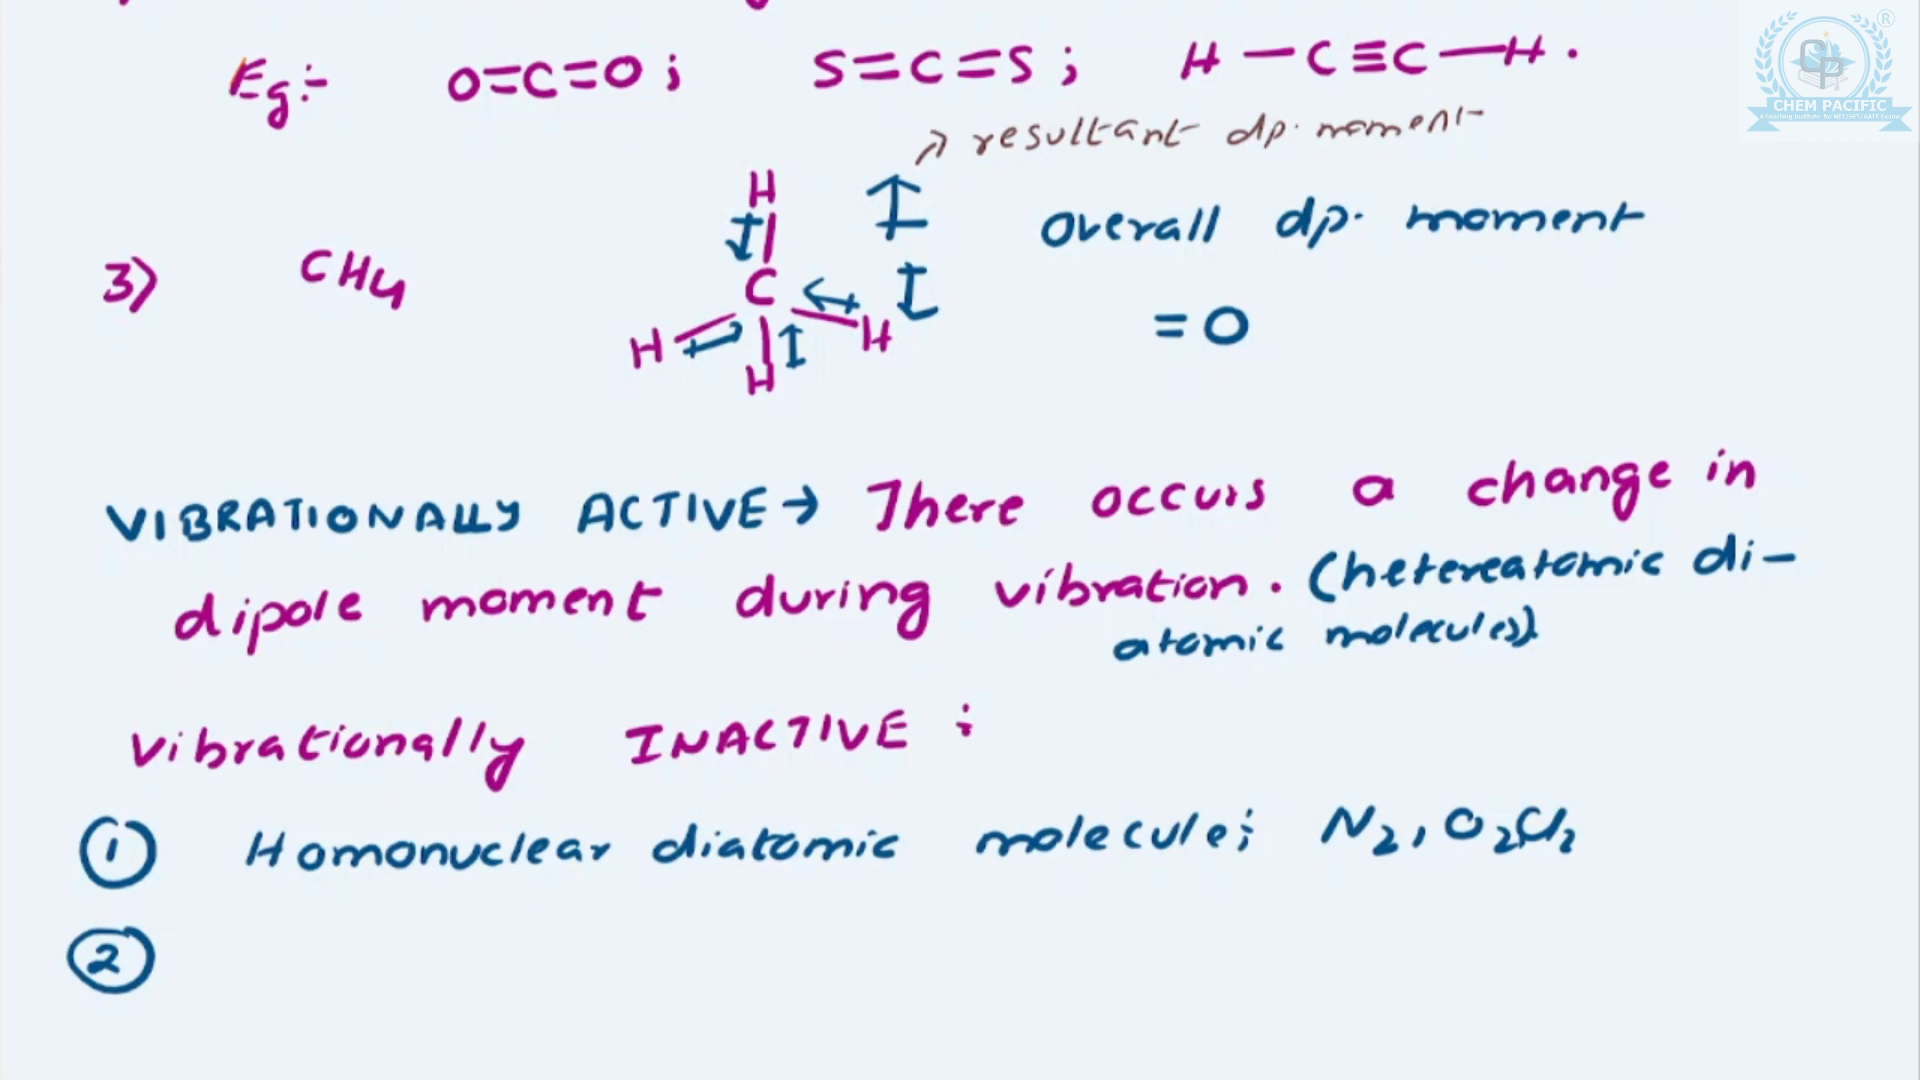 Eg:- O=C=O ; S=C=S ; H-C≡C-H .
resultant dp. moment
H
3) CH4
C
H H
H
Overall dp. moment
= 0
VIBRATIONALLY ACTIVE → There occurs a change in
dipole moment during vibration. (hetereatomic di-
atomic molecules)
Vibrationally INACTIVE :
① Homonuclear diatomic molecule; N2, O2 Cl2
②
CP
CHEM PACIFIC
®